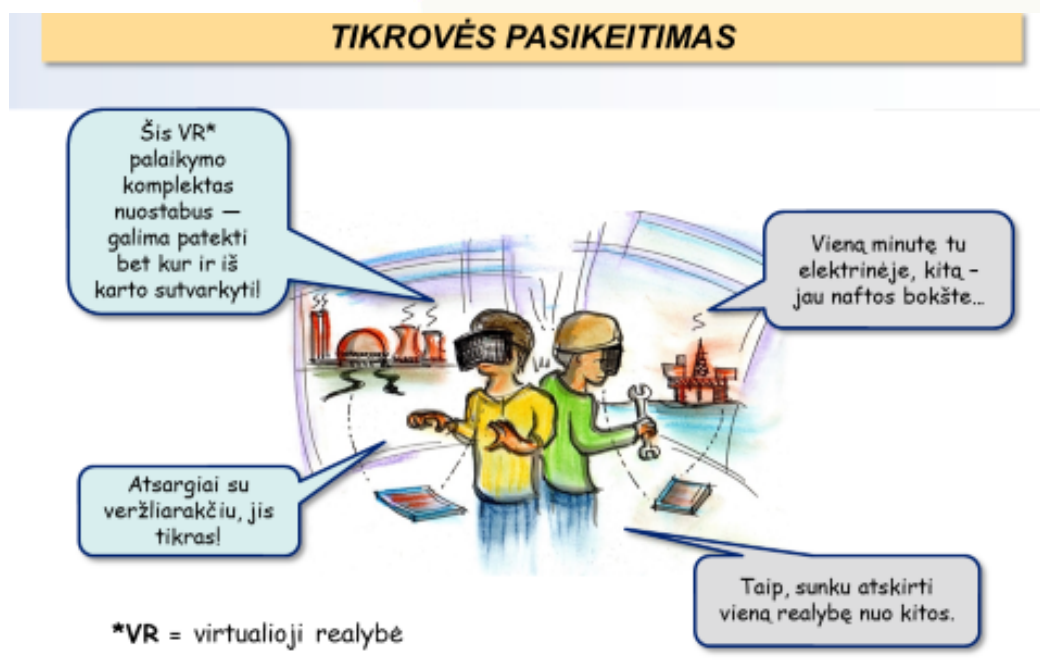 TIKROVĖS PASIKEITIMAS
Šis VR*
palaikymo
komplektas
nuostabus —
galima patekti
bet kur ir iš
karto sutvarkyti!
Vieną minutę tu
elektrinėje, kitą –
jau naftos bokšte…
Atsargiai su
veržliarakčiu, jis
tikras!
Taip, sunku atskirti
vieną realybę nuo kitos.
*VR = virtualioji realybė